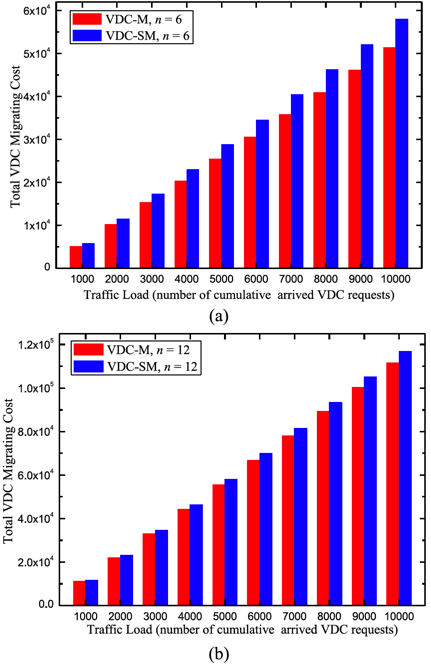 6x10⁴
VDC-M, n = 6
VDC-SM, n = 6
5x10⁴
4x10⁴
3x10⁴
2x10⁴
1x10⁴
0
Total VDC Migrating Cost
1000 2000 3000 4000 5000 6000 7000 8000 9000 10000
Traffic Load (number of cumulative arrived VDC requests)
(a)
1.2x10⁵
VDC-M, n = 12
VDC-SM, n = 12
1.0x10⁵
8.0x10⁴
6.0x10⁴
4.0x10⁴
2.0x10⁴
0.0
Total VDC Migrating Cost
1000 2000 3000 4000 5000 6000 7000 8000 9000 10000
Traffic Load (number of cumulative arrived VDC requests)
(b)